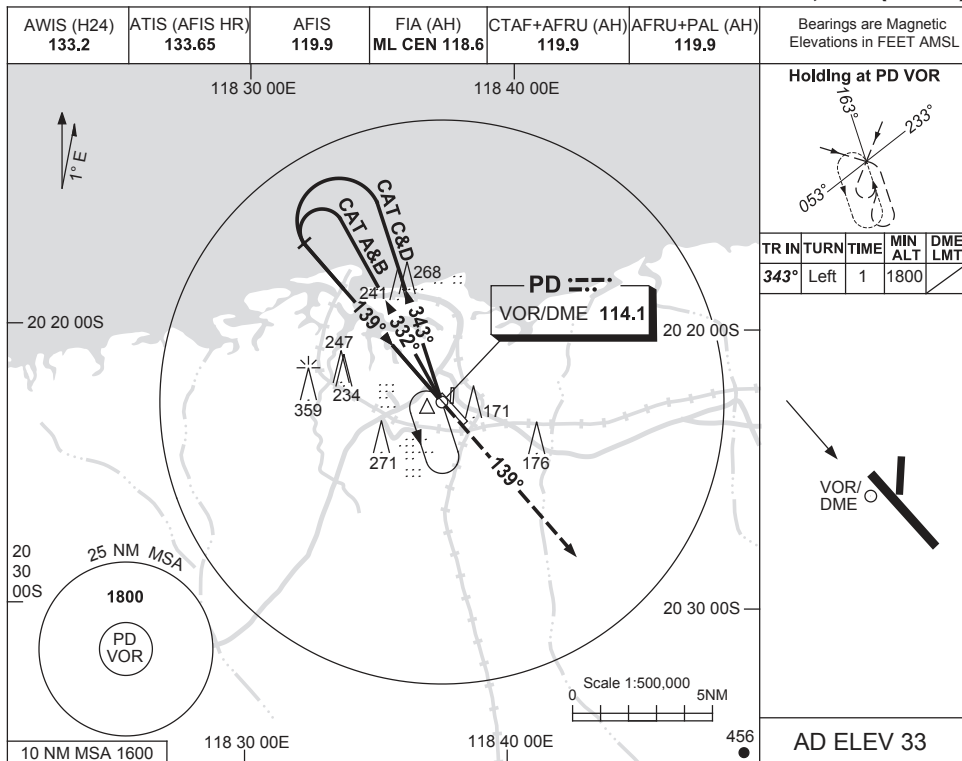 AWIS (H24)
133.2
ATIS (AFIS HR)
133.65
AFIS
119.9
FIA (AH)
ML CEN 118.6
CTAF+AFRU (AH)
119.9
AFRU+PAL (AH)
119.9
Bearings are Magnetic
Elevations in FEET AMSL
118 30 00E
118 40 00E
1° E
CAT C&D
CAT A&B
268
241
139°
332°
343°
PD
VOR/DME 114.1
20 20 00S
20 20 00S
247
234
359
171
271
176
139°
20
30
00S
25 NM MSA
1800
PD
VOR
20 30 00S
Scale 1:500,000
0
5NM
10 NM MSA 1600
118 30 00E
118 40 00E
456
Holding at PD VOR
163°
233°
053°
TR IN
TURN
TIME
MIN
ALT
DME
LMT
343°
Left
1
1800
VOR/
DME
AD ELEV 33